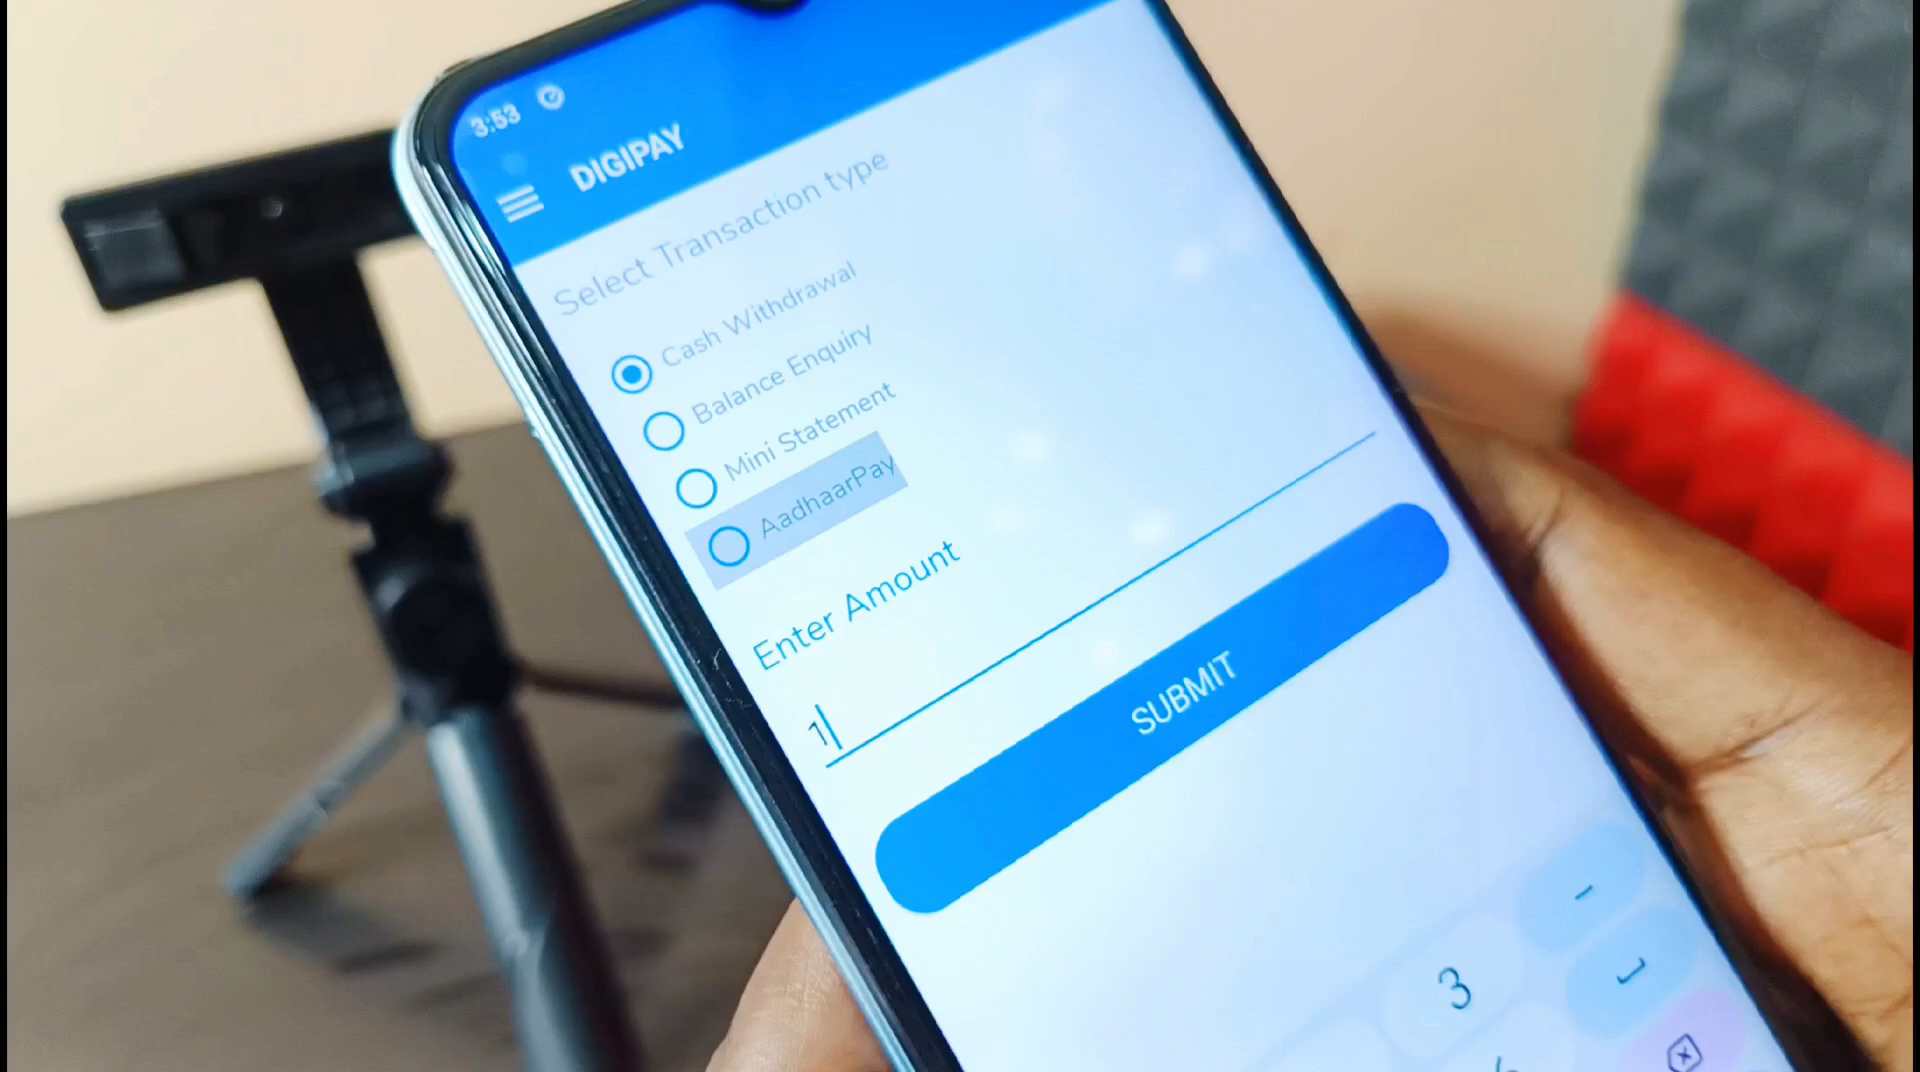 3:53
DIGIPAY
Select Transaction type
Cash Withdrawal
Balance Enquiry
Mini Statement
AadhaarPay
Enter Amount
1
SUBMIT
3
-